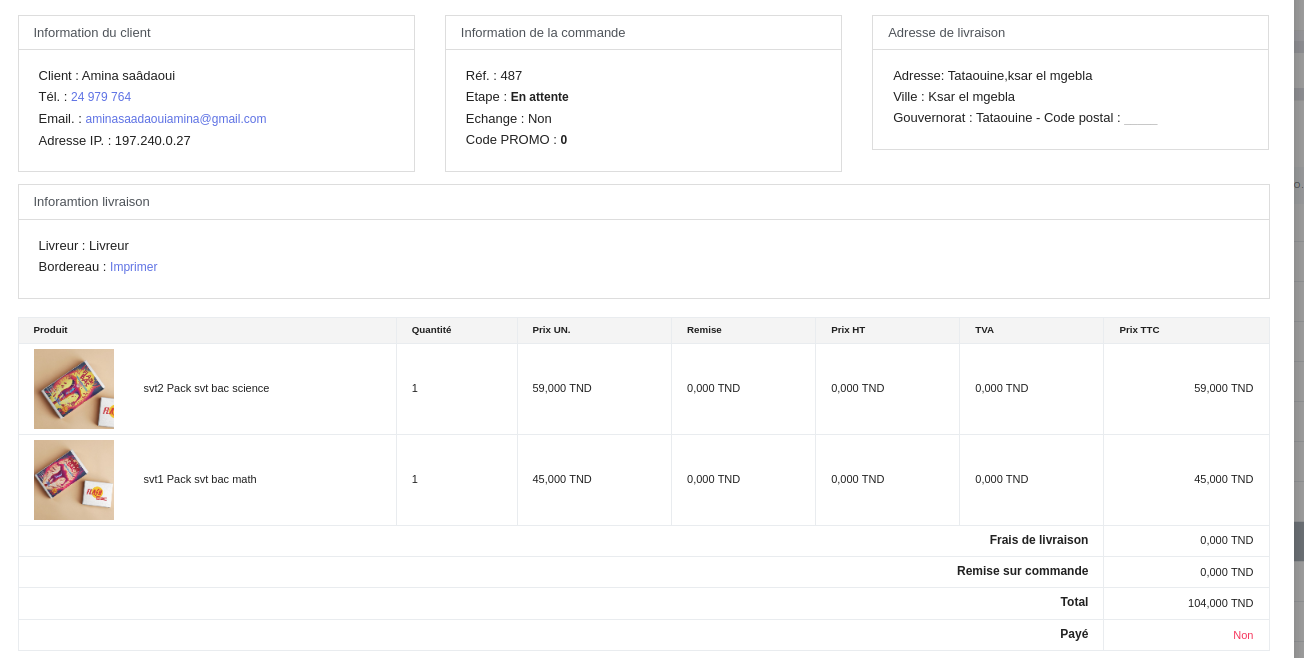 Information du client
Client : Amina saâdaoui
Tél. : 24 979 764
Email. : aminasaadaouiamina@gmail.com
Adresse IP. : 197.240.0.27
Information de la commande
Réf. : 487
Etape : En attente
Echange : Non
Code PROMO : 0
Adresse de livraison
Adresse: Tataouine,ksar el mgebla
Ville : Ksar el mgebla
Gouvernorat : Tataouine - Code postal : _____
Inforamtion livraison
Livreur : Livreur
Bordereau : Imprimer
Produit Quantité Prix UN. Remise Prix HT TVA Prix TTC
svt2 Pack svt bac science 1 59,000 TND 0,000 TND 0,000 TND 0,000 TND 59,000 TND
svt1 Pack svt bac math 1 45,000 TND 0,000 TND 0,000 TND 0,000 TND 45,000 TND
Frais de livraison 0,000 TND
Remise sur commande 0,000 TND
Total 104,000 TND
Payé Non